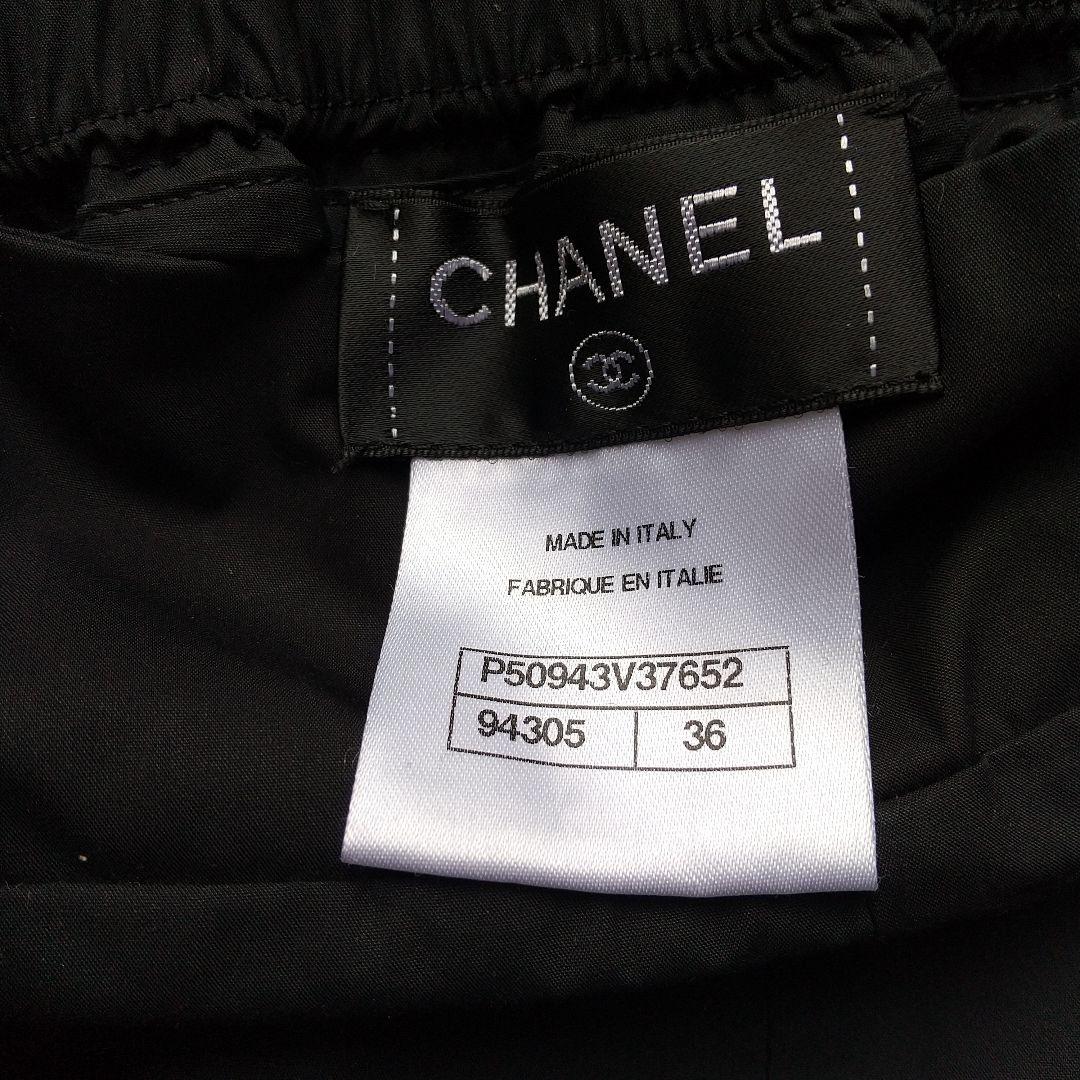 CHANEL
MADE IN ITALY
FABRIQUE EN ITALIE
P50943V37652
94305 36